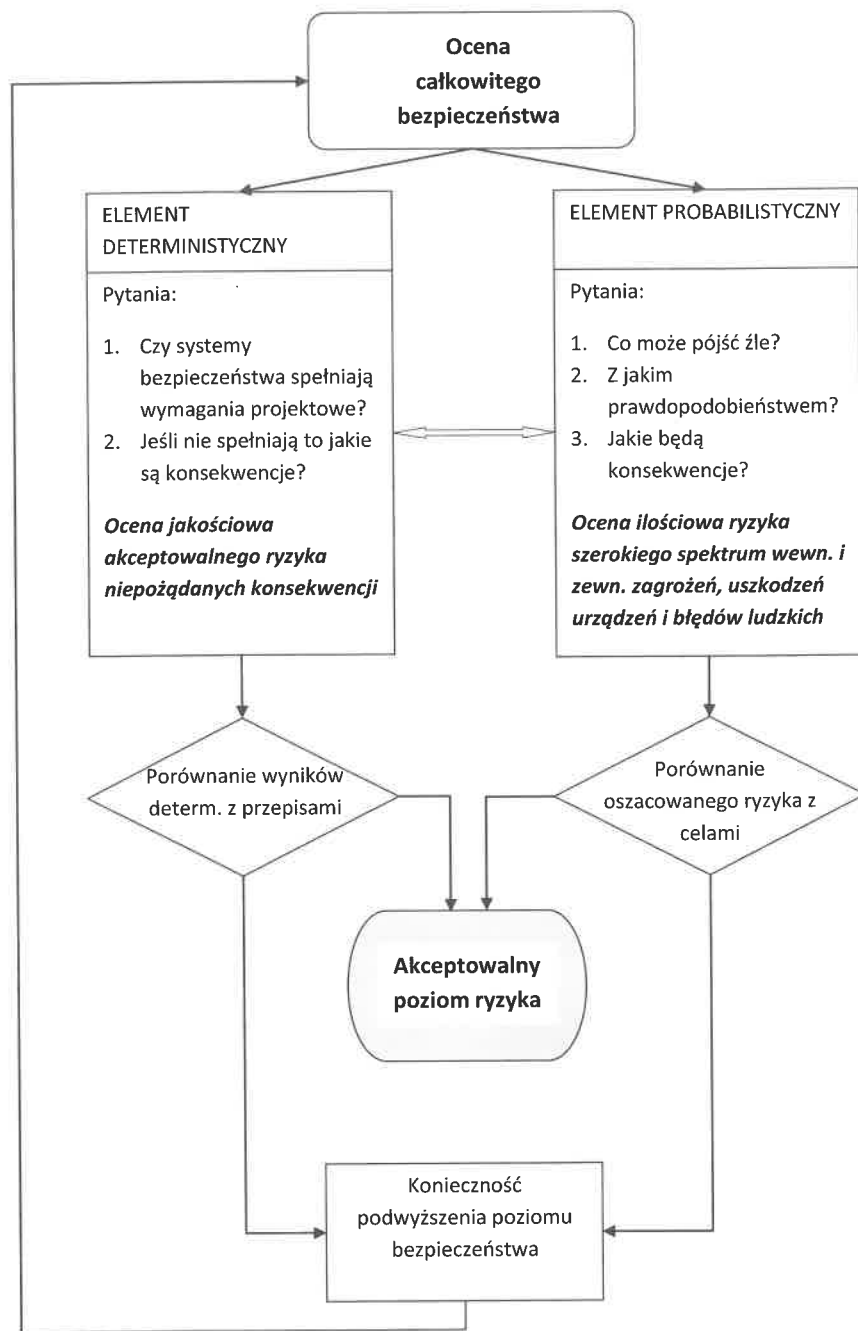 Ocena
całkowitego
bezpieczeństwa
ELEMENT
DETERMINISTYCZNY
Pytania:
1. Czy systemy
bezpieczeństwa spełniają
wymagania projektowe?
2. Jeśli nie spełniają to jakie
są konsekwencje?
Ocena jakościowa
akceptowalnego ryzyka
niepożądanych konsekwencji
ELEMENT PROBABILISTYCZNY
Pytania:
1. Co może pójść źle?
2. Z jakim
prawdopodobieństwem?
3. Jakie będą
konsekwencje?
Ocena ilościowa ryzyka
szerokiego spektrum wewn. i
zewn. zagrożeń, uszkodzeń
urządzeń i błędów ludzkich
Porównanie wyników
determ. z przepisami
Porównanie
oszacowanego ryzyka z
celami
Akceptowalny
poziom ryzyka
Konieczność
podwyższenia poziomu
bezpieczeństwa